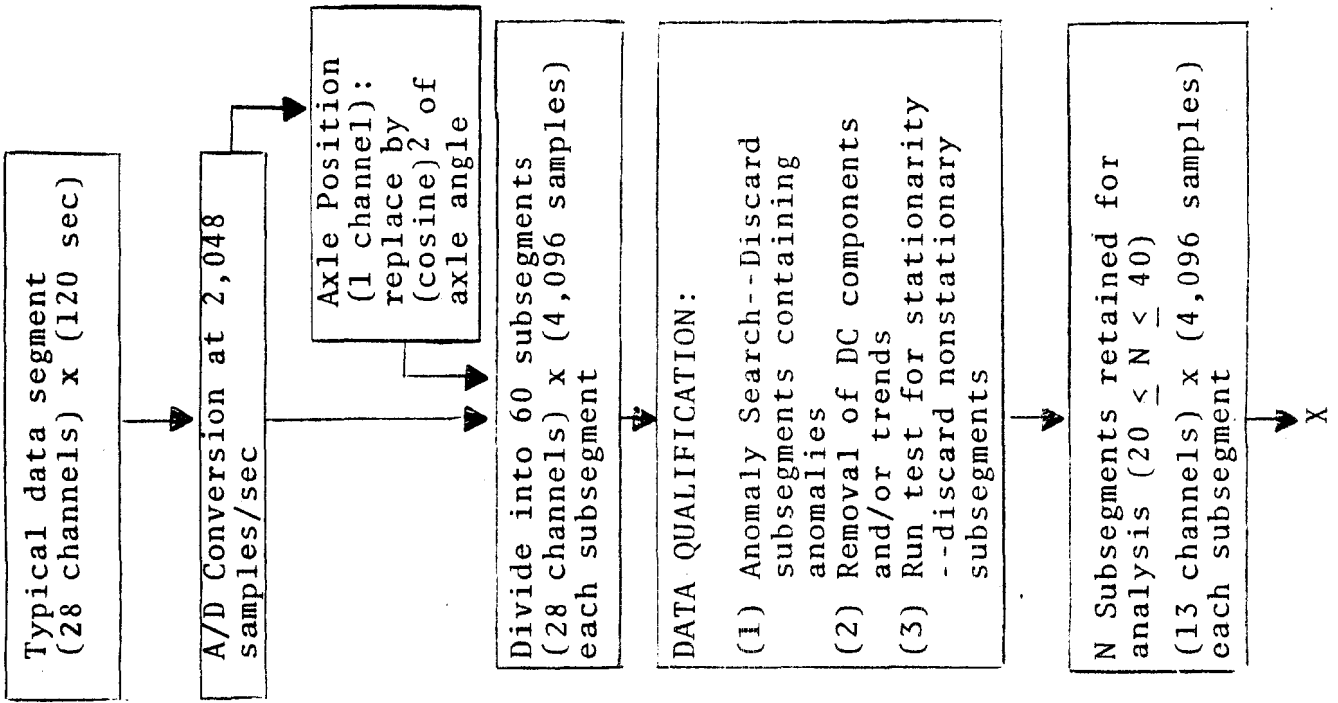 Typical data segment
(28 channels) x (120 sec)
A/D Conversion at 2,048
samples/sec
Axle Position
(1 channel):
replace by
(cosine)2 of
axle angle
Divide into 60 subsegments
(28 channels) x (4,096 samples)
each subsegment
DATA QUALIFICATION:
(1) Anomaly Search--Discard
subsegments containing
anomalies
(2) Removal of DC components
and/or trends
(3) Run test for stationarity
--discard nonstationary
subsegments
N Subsegments retained for
analysis (20 ≤ N ≤ 40)
(13 channels) x (4,096 samples)
each subsegment
X